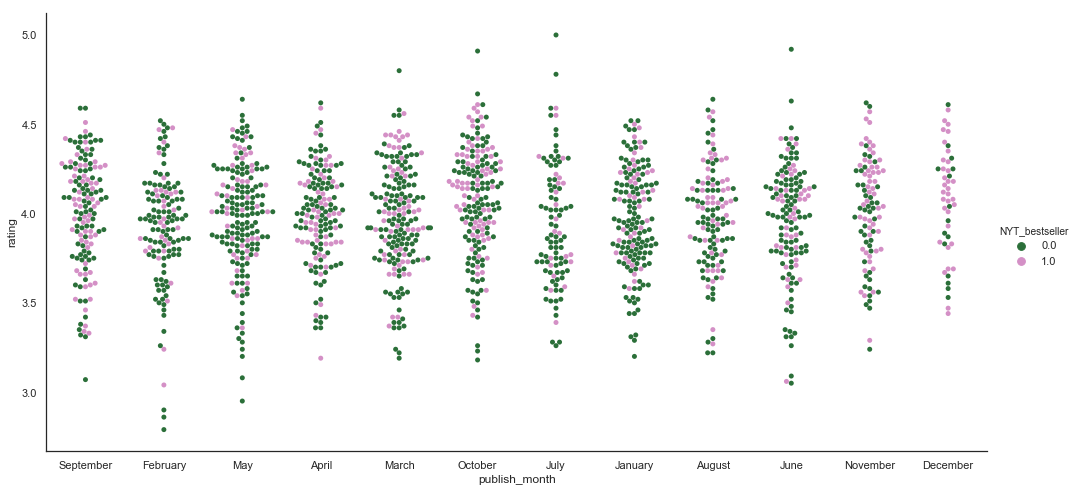 5.0
4.5
4.0
3.5
3.0
rating
September February May April March October July January August June November December
publish_month
NYT_bestseller
0.0
1.0